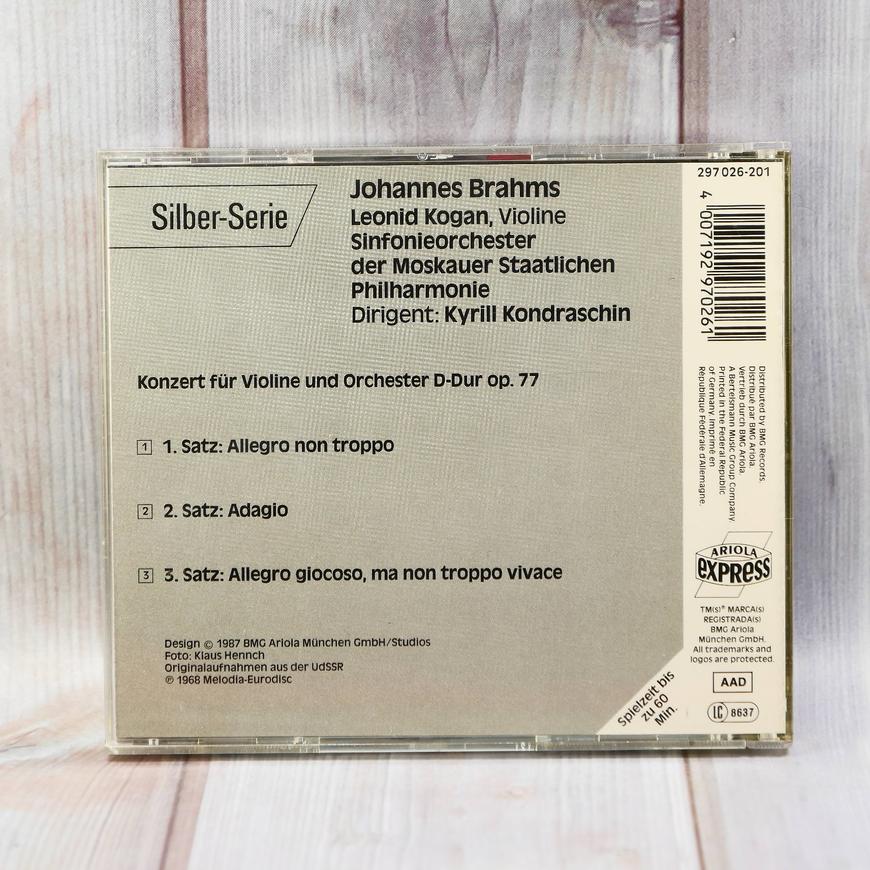 Silber-Serie
Johannes Brahms
Leonid Kogan, Violine
Sinfonieorchester
der Moskauer Staatlichen
Philharmonie
Dirigent: Kyrill Kondraschin
Konzert für Violine und Orchester D-Dur op. 77
1 1. Satz: Allegro non troppo
2 2. Satz: Adagio
3 3. Satz: Allegro giocoso, ma non troppo vivace
Design © 1987 BMG Ariola München GmbH/Studios
Foto: Klaus Hennch
Originalaufnahmen aus der UdSSR
℗ 1968 Melodia-Eurodisc
Spielzeit bis
zu 60
Min.
297 026-201
4 007192 970261
Distributed by BMG Records.
Distribué par BMG Ariola.
Vertrieb durch BMG Ariola
A Bertelsmann Music Group Company.
Printed in the Federal Republic
of Germany. Imprimé en
République Fédérale d'Allemagne.
ARIOLA
EXPRESS
TM(S)® MARCA(S)
REGISTRADA(S)
BMG Ariola
München GmbH.
All trademarks and
logos are protected.
AAD
LC 8637